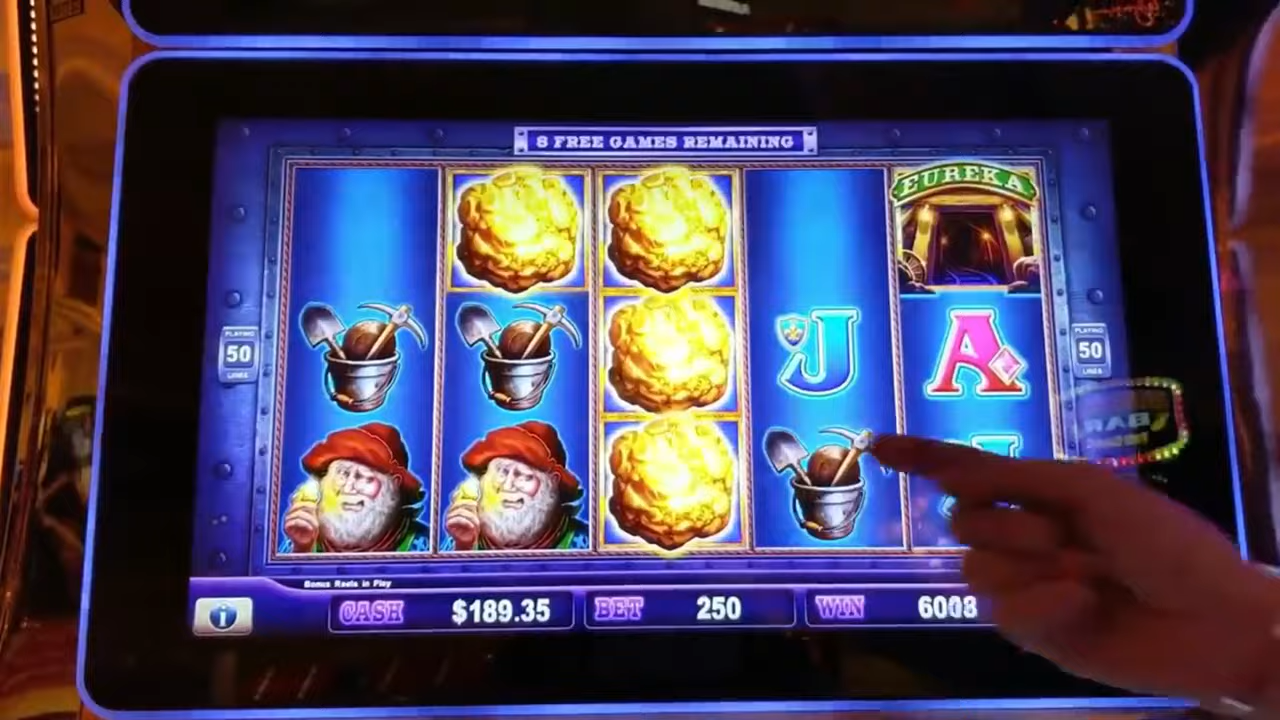 8 FREE GAMES REMAINING
EUREKA
PLAYING
50
LINES
J
A
PLAYING
50
LINES
BAR
J
Bonus Reels in Play
i
CASH $189.35 BET 250 WIN 6008